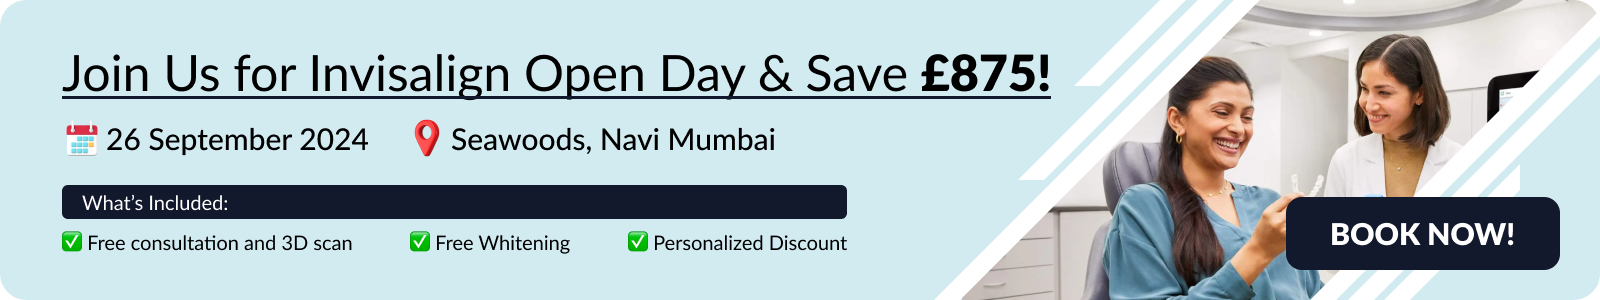 Join Us for Invisalign Open Day & Save £875!
26 September 2024 Seawoods, Navi Mumbai
What's Included:
Free consultation and 3D scan Free Whitening Personalized Discount
BOOK NOW!